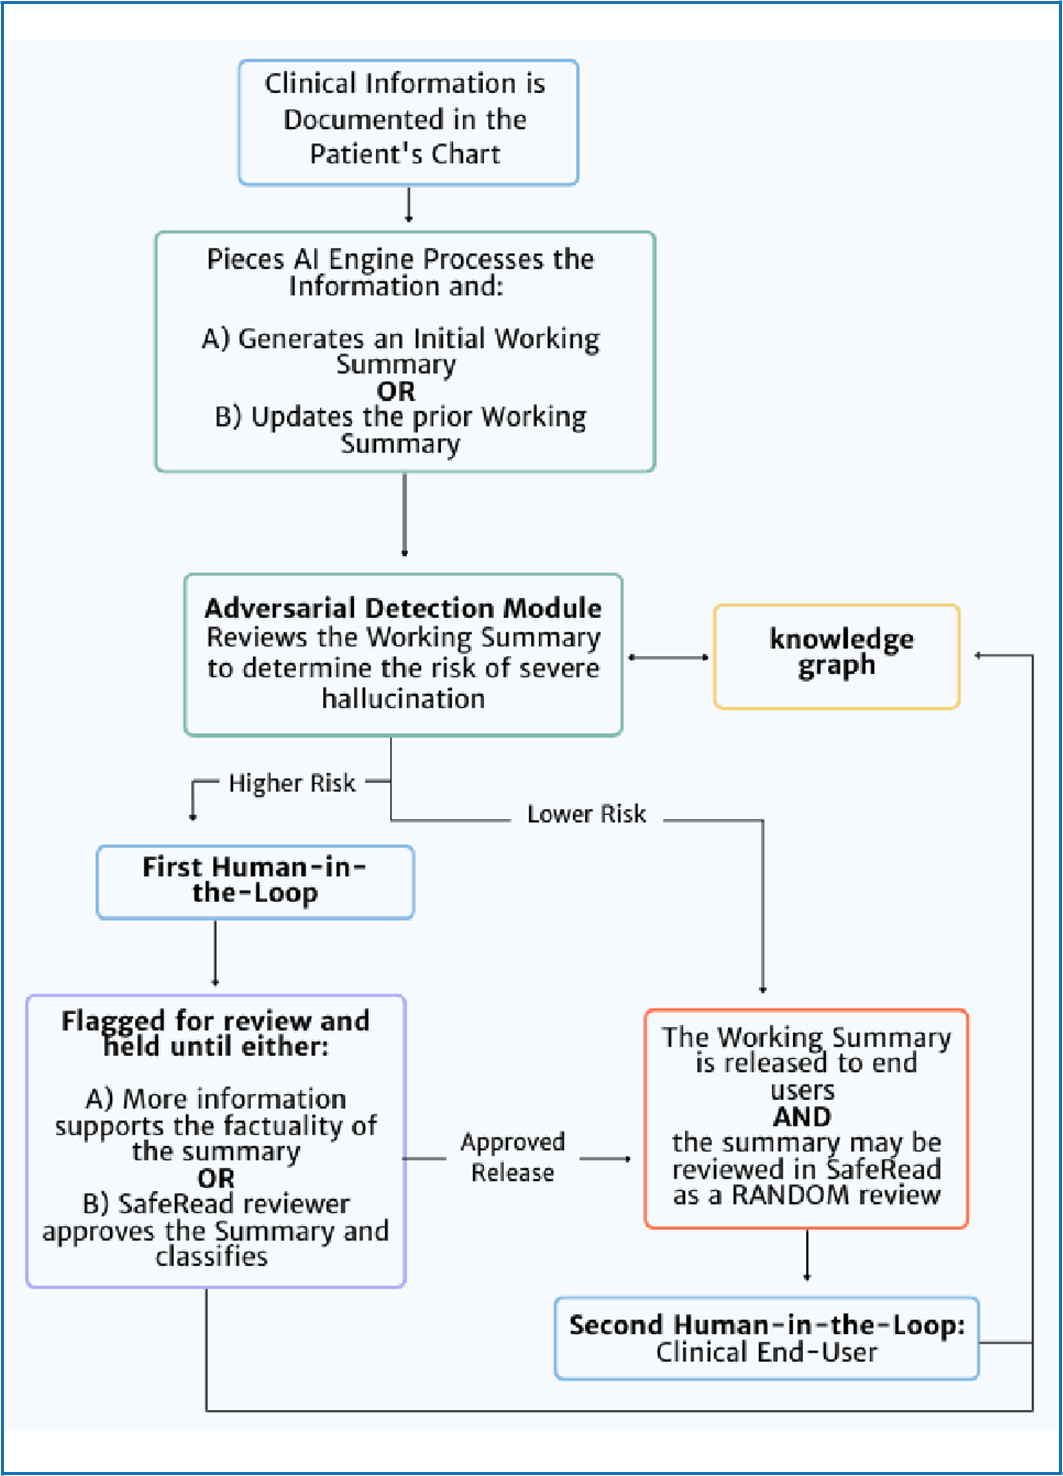 Clinical Information is
Documented in the
Patient's Chart
Pieces AI Engine Processes the
Information and:
A) Generates an Initial Working
Summary
OR
B) Updates the prior Working
Summary
Adversarial Detection Module
Reviews the Working Summary
to determine the risk of severe
hallucination
knowledge
graph
Higher Risk
Lower Risk
First Human-in-
the-Loop
Flagged for review and
held until either:
A) More information
supports the factuality of
the summary
OR
B) SafeRead reviewer
approves the Summary and
classifies
Approved
Release
The Working Summary
is released to end
users
AND
the summary may be
reviewed in SafeRead
as a RANDOM review
Second Human-in-the-Loop:
Clinical End-User